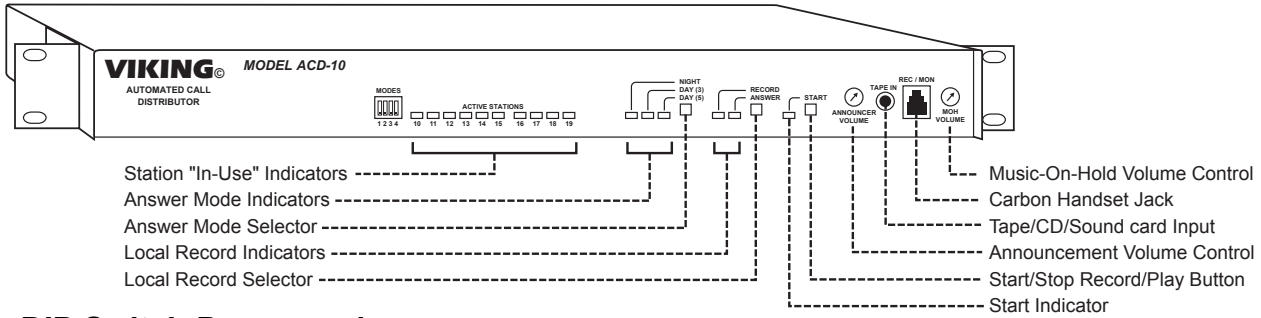 VIKING© MODEL ACD-10
AUTOMATED CALL
DISTRIBUTOR
MODES
1 2 3 4
ACTIVE STATIONS
10 11 12 13 14 15 16 17 18 19
NIGHT
DAY (3)
DAY (5)
RECORD
ANSWER
START
ANNOUNCER
VOLUME
TAPE IN
REC / MON
MOH
VOLUME
Station "In-Use" Indicators
Answer Mode Indicators
Answer Mode Selector
Local Record Indicators
Local Record Selector
Music-On-Hold Volume Control
Carbon Handset Jack
Tape/CD/Sound card Input
Announcement Volume Control
Start/Stop Record/Play Button
Start Indicator